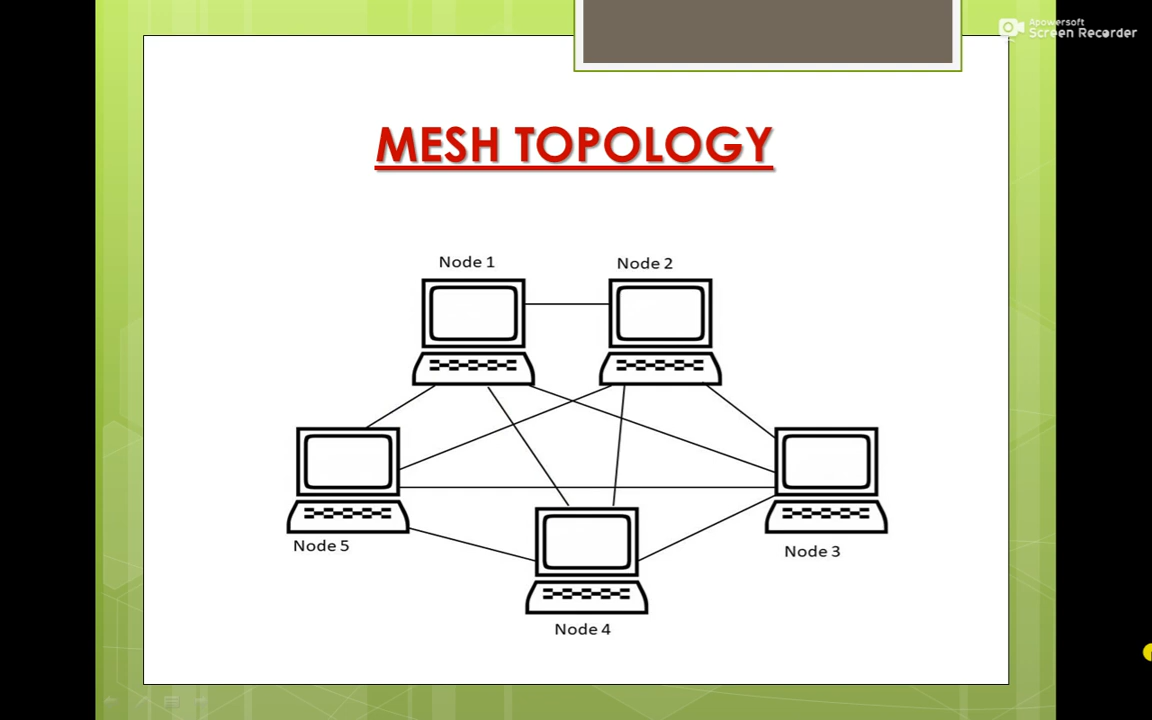 Apowersoft
Screen Recorder
MESH TOPOLOGY
Node 1
Node 2
Node 5
Node 3
Node 4